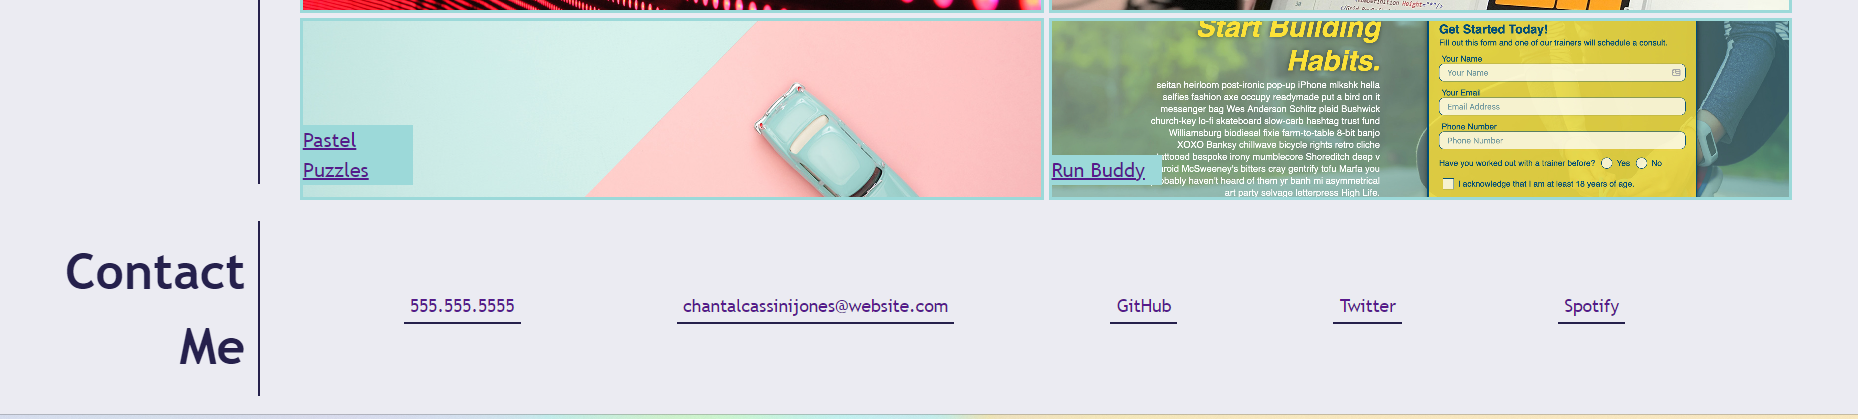 Start Building
Habits.
seitan heirloom post-ironic pop-up iPhone mlkshk hella
selfies fashion axe occupy readymade put a bird on it
messenger bag Wes Anderson Schlitz plaid Bushwick
church-key lo-fi skateboard slow-carb hashtag trust fund
Williamsburg biodiesel fixie farm-to-table 8-bit banjo
XOXO Banksy chillwave bicycle rights retro cliche
bespoke irony mumblecore Shoreditch deep v
McSweeney's bitters cray gentrify tofu Marfa you
haven't heard of them yr banh mi asymmetrical
art party selvage letterpress High Life.
Get Started Today!
Fill out this form and one of our trainers will schedule a consult.
Your Name
Your Name
Your Email
Email Address
Phone Number
Phone Number
Have you worked out with a trainer before? Yes No
I acknowledge that I am at least 18 years of age.
Pastel
Puzzles
Run Buddy
Contact
Me
555.555.5555
chantalcassinijones@website.com
GitHub
Twitter
Spotify